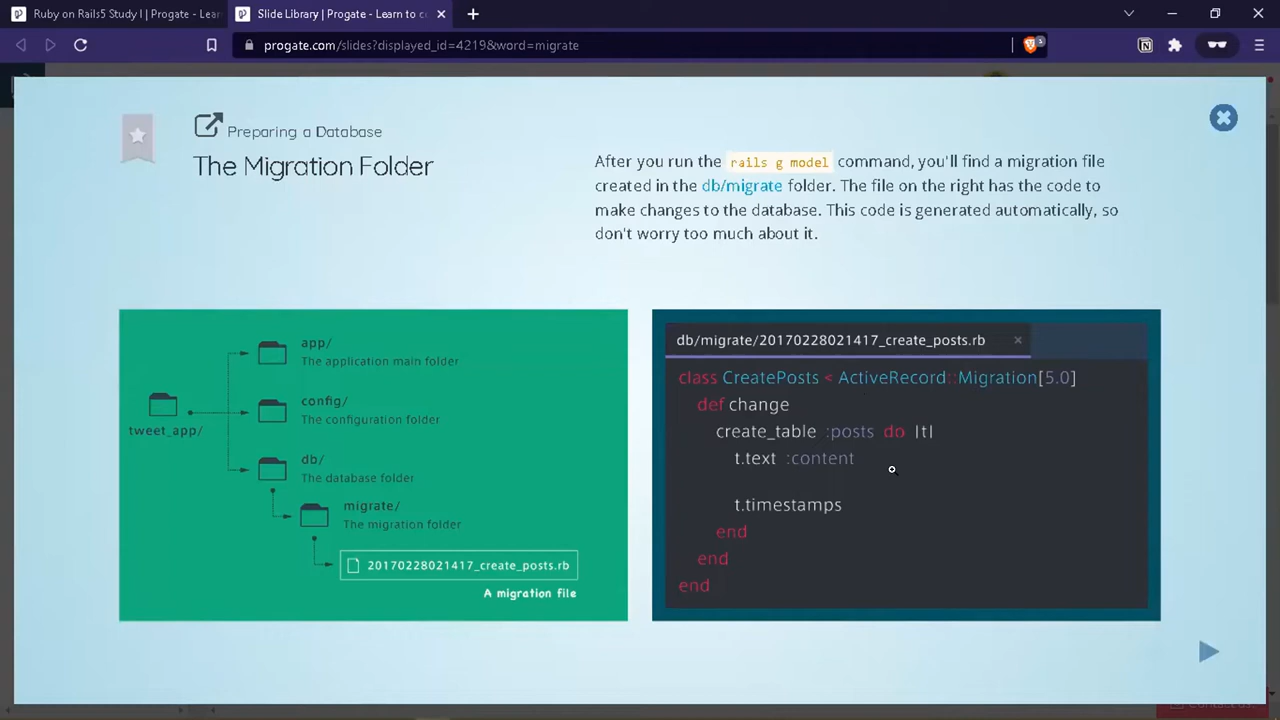 Ruby on Rails5 Study I | Progate - Lear
Slide Library | Progate - Learn to co
progate.com/slides?displayed_id=4219&word=migrate
Preparing a Database
The Migration Folder
After you run the rails g model command, you'll find a migration file
created in the db/migrate folder. The file on the right has the code to
make changes to the database. This code is generated automatically, so
don't worry too much about it.
tweet_app/
app/
The application main folder
config/
The configuration folder
db/
The database folder
migrate/
The migration folder
20170228021417_create_posts.rb
A migration file
db/migrate/20170228021417_create_posts.rb
class CreatePosts < ActiveRecord::Migration[5.0]
def change
create_table :posts do |t|
t.text :content
t.timestamps
end
end
end
Contact us